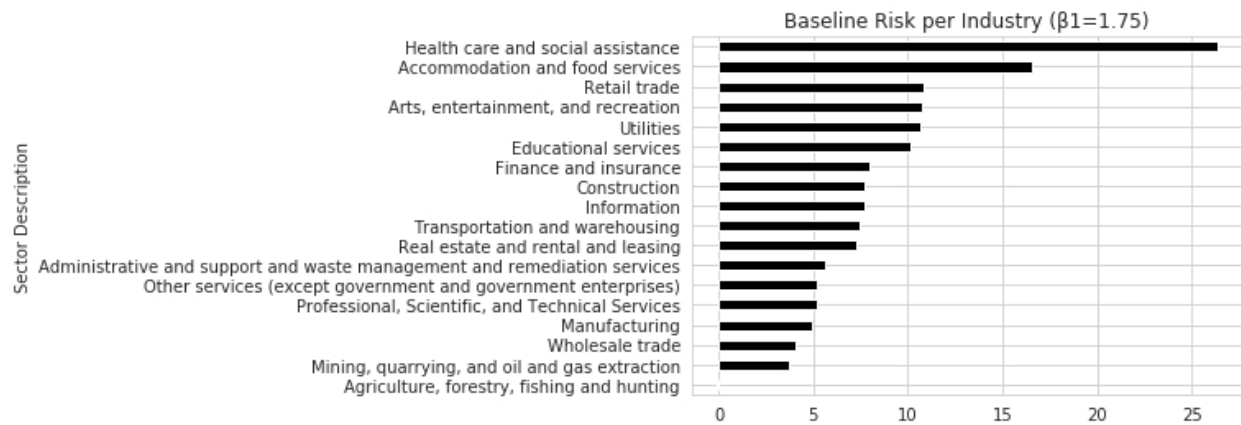 Baseline Risk per Industry (β1=1.75)
Sector Description
Health care and social assistance
Accommodation and food services
Retail trade
Arts, entertainment, and recreation
Utilities
Educational services
Finance and insurance
Construction
Information
Transportation and warehousing
Real estate and rental and leasing
Administrative and support and waste management and remediation services
Other services (except government and government enterprises)
Professional, Scientific, and Technical Services
Manufacturing
Wholesale trade
Mining, quarrying, and oil and gas extraction
Agriculture, forestry, fishing and hunting
0 5 10 15 20 25